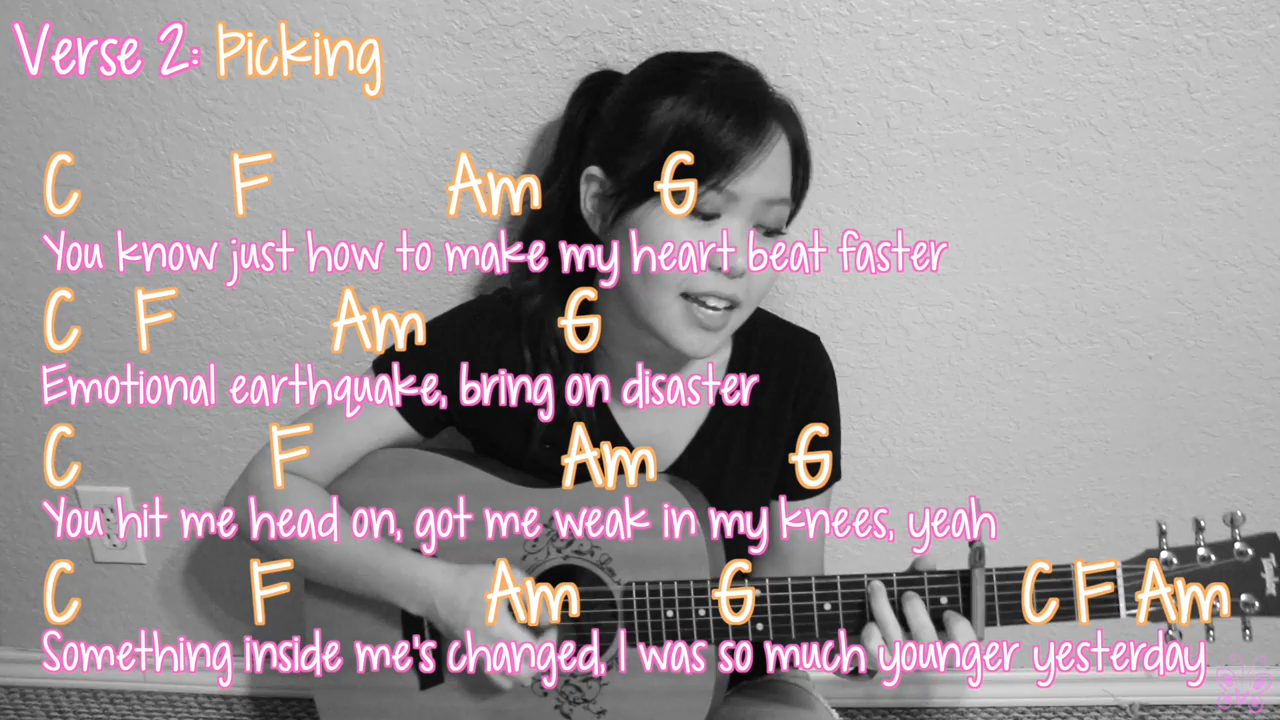 Verse 2: Picking
C F Am G
You know just how to make my heart beat faster
C F Am G
Emotional earthquake, bring on disaster
C F Am G
You hit me head on, got me weak in my knees, yeah
C F Am G C F Am
Something inside me's changed, I was so much younger yesterday